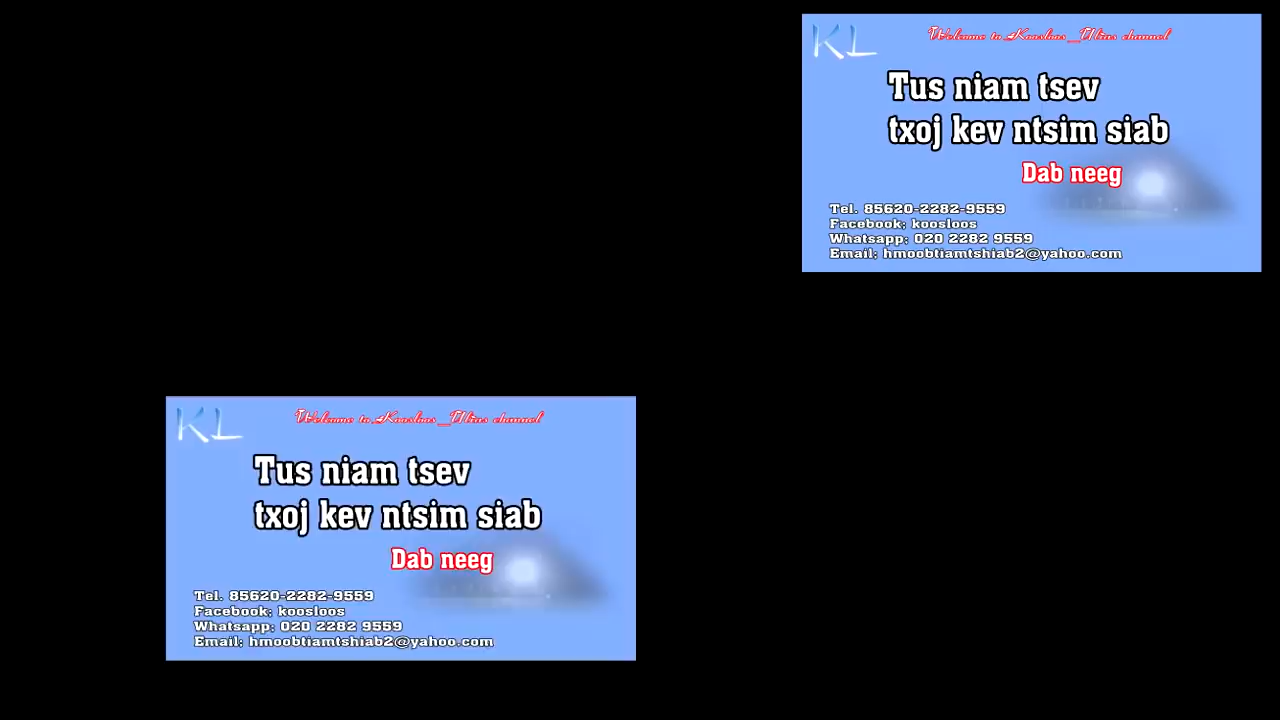 KL
Welcome to Koosloos_Ntxas channel
Tus niam tsev
txoj kev ntsim siab
Dab neeg
Tel. 85620-2282-9559
Facebook; koosloos
Whatsapp; 020 2282 9559
Email; hmoobtiamtshiab2@yahoo.com
KL
Welcome to Koosloos_Ntxas channel
Tus niam tsev
txoj kev ntsim siab
Dab neeg
Tel. 85620-2282-9559
Facebook; koosloos
Whatsapp; 020 2282 9559
Email; hmoobtiamtshiab2@yahoo.com